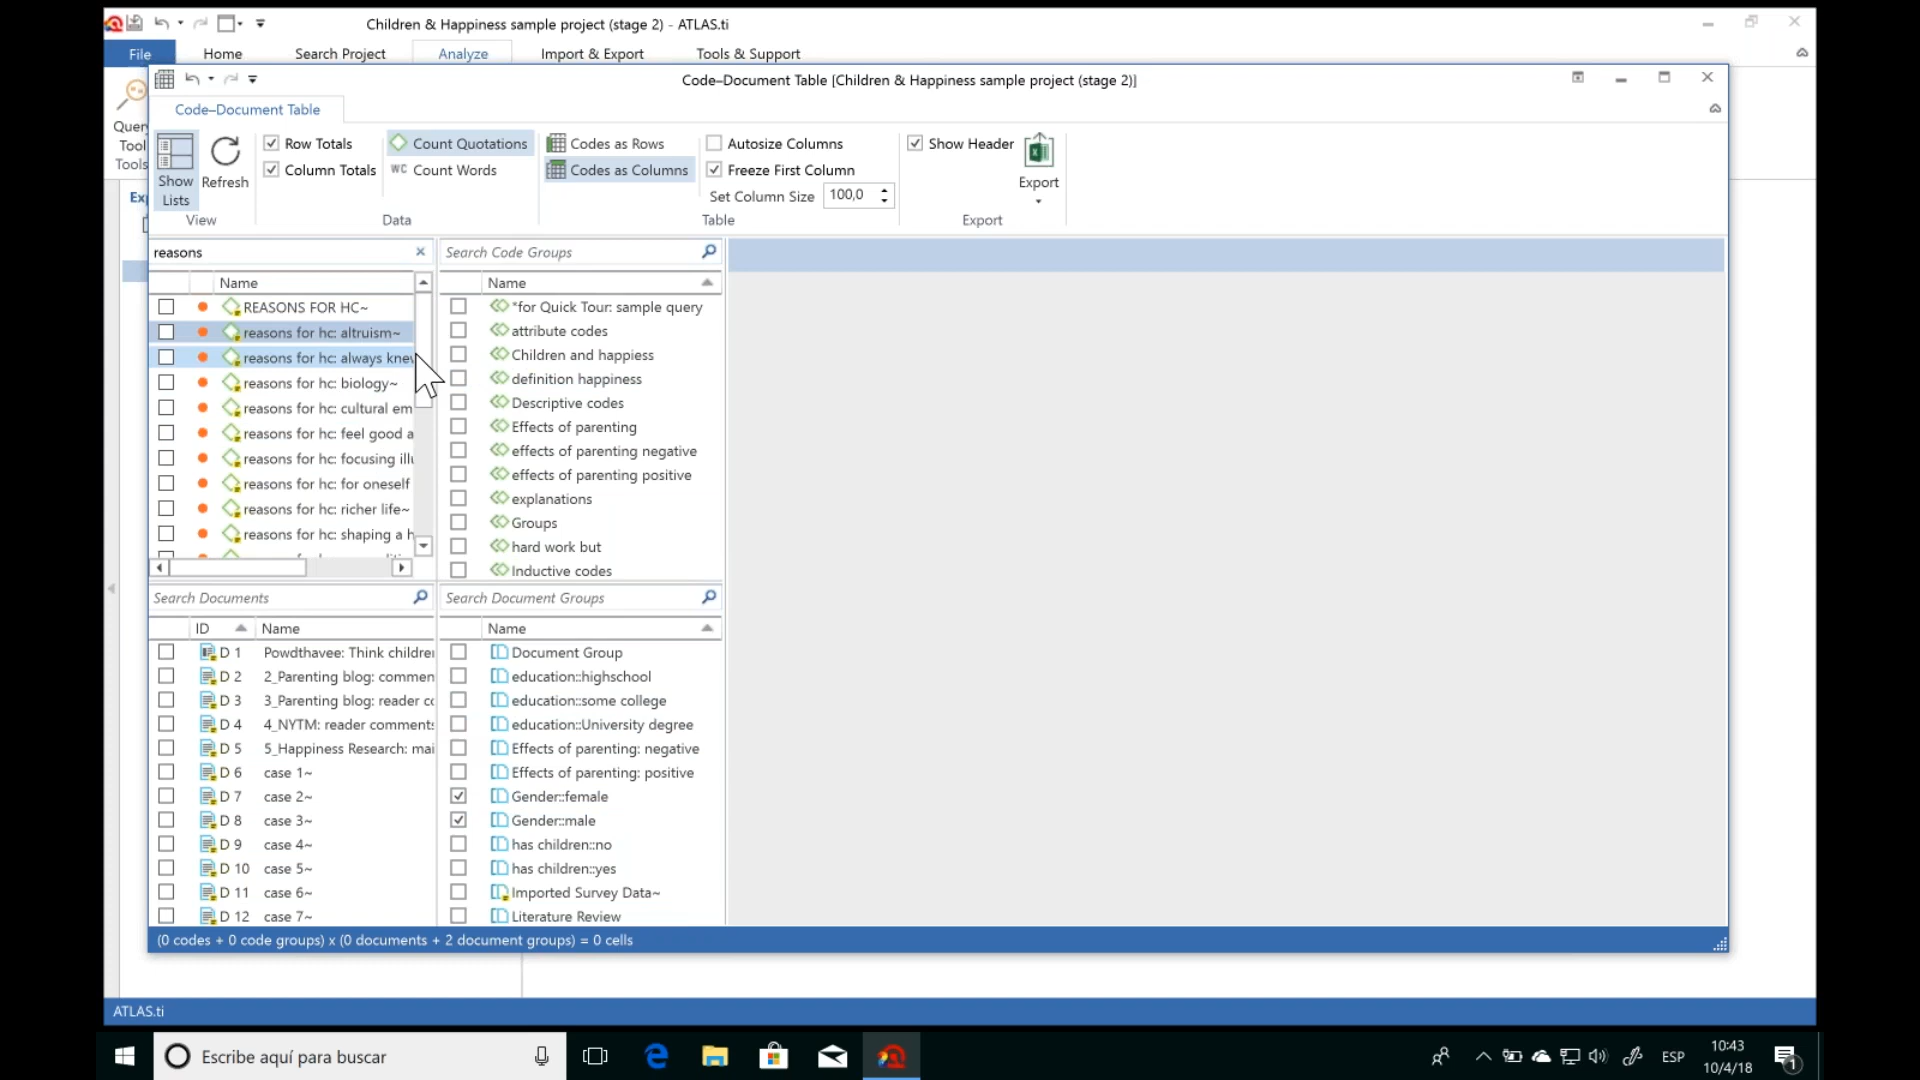 Children & Happiness sample project (stage 2) - ATLAS.ti
File Home Search Project Analyze Import & Export Tools & Support
Code–Document Table [Children & Happiness sample project (stage 2)]
Code–Document Table
Query
Tool
Tools
Show Lists
Refresh
View
Row Totals
Column Totals
Count Quotations
WC Count Words
Data
Codes as Rows
Codes as Columns
Autosize Columns
Freeze First Column
Set Column Size 100,0
Table
Show Header
Export
Export
reasons
Name
REASONS FOR HC~
reasons for hc: altruism~
reasons for hc: always knew
reasons for hc: biology~
reasons for hc: cultural em
reasons for hc: feel good a
reasons for hc: focusing illu
reasons for hc: for oneself
reasons for hc: richer life~
reasons for hc: shaping a h
Search Code Groups
Name
*for Quick Tour: sample query
attribute codes
Children and happiess
definition happiness
Descriptive codes
Effects of parenting
effects of parenting negative
effects of parenting positive
explanations
Groups
hard work but
Inductive codes
Search Documents
ID Name
D 1 Powdthavee: Think children
D 2 2_Parenting blog: commen
D 3 3_Parenting blog: reader co
D 4 4_NYTM: reader comments
D 5 5_Happiness Research: mai
D 6 case 1~
D 7 case 2~
D 8 case 3~
D 9 case 4~
D 10 case 5~
D 11 case 6~
D 12 case 7~
Search Document Groups
Name
Document Group
education::highschool
education::some college
education::University degree
Effects of parenting: negative
Effects of parenting: positive
Gender::female
Gender::male
has children::no
has children::yes
Imported Survey Data~
Literature Review
(0 codes + 0 code groups) x (0 documents + 2 document groups) = 0 cells
ATLAS.ti
Escribe aquí para buscar
ESP
10:43
10/4/18
1